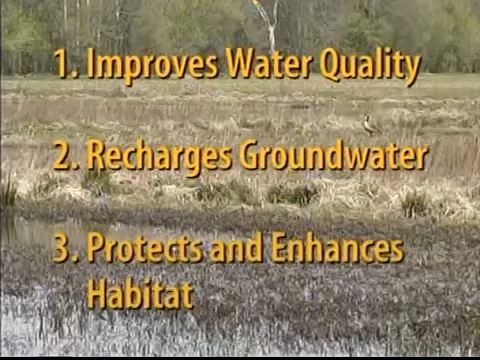 1. Improves Water Quality
2. Recharges Groundwater
3. Protects and Enhances
Habitat